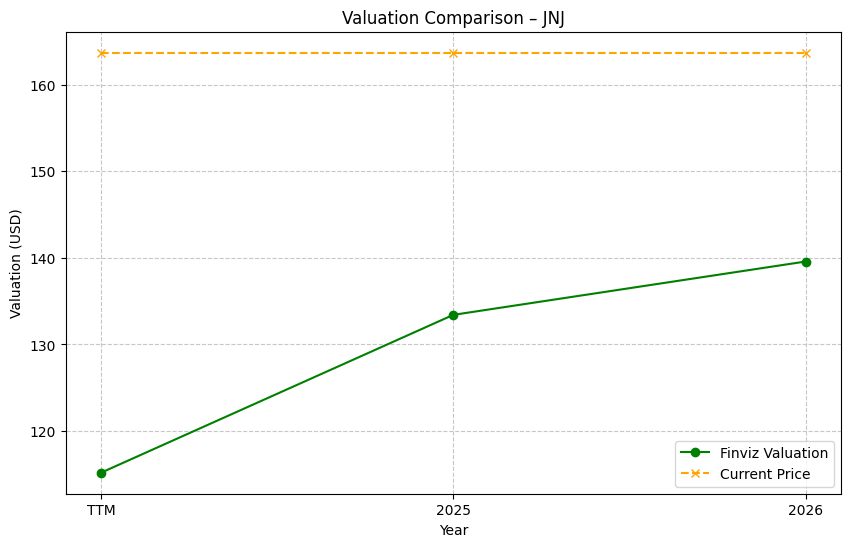 Valuation Comparison – JNJ
Valuation (USD)
160
150
140
130
120
TTM
2025
2026
Year
Finviz Valuation
Current Price